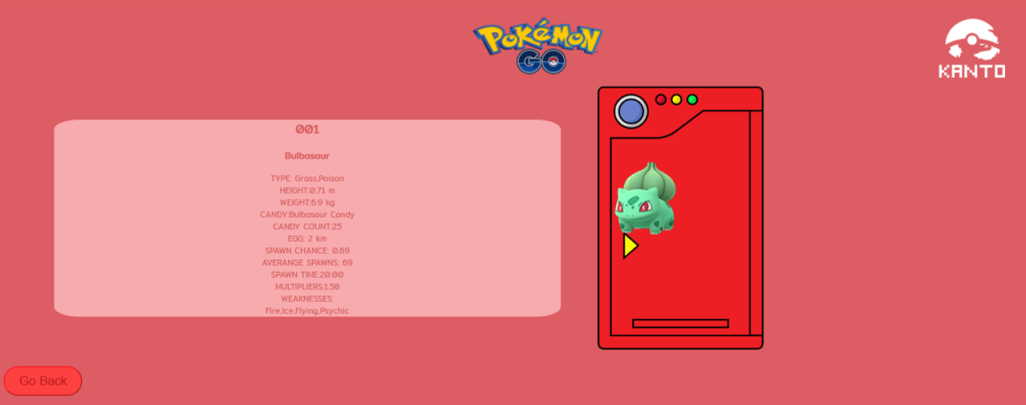 POKÉMON
GO
KANTO
001
Bulbasaur
TYPE: Grass,Poison
HEIGHT:0.71 m
WEIGHT:6.9 kg
CANDY:Bulbasaur Candy
CANDY COUNT:25
EGG: 2 km
SPAWN CHANCE: 0.69
AVERANGE SPAWNS: 69
SPAWN TIME:20:00
MULTIPLIERS:1.58
WEAKNESSES:
Fire,Ice,Flying,Psychic
Go Back